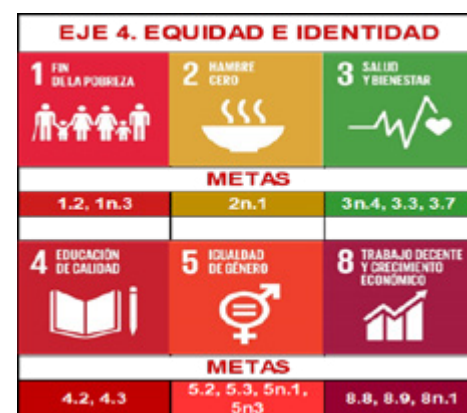 EJE 4. EQUIDAD E IDENTIDAD
1 FIN
DE LA POBREZA
2 HAMBRE
CERO
3 SALUD
Y BIENESTAR
METAS
1.2, 1n.3
2n.1
3n.4, 3.3, 3.7
4 EDUCACIÓN
DE CALIDAD
5 IGUALDAD
DE GÉNERO
8 TRABAJO DECENTE
Y CRECIMIENTO
ECONÓMICO
METAS
4.2, 4.3
5.2, 5.3, 5n.1,
5n3
8.8, 8.9, 8n.1